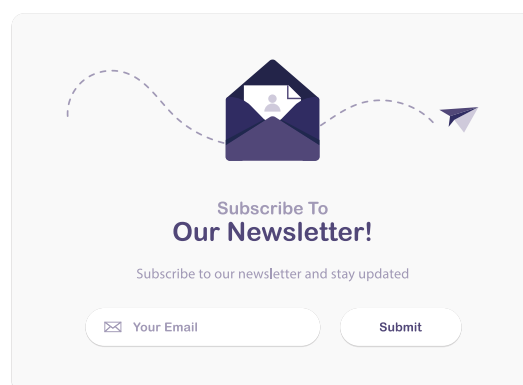 Subscribe To
Our Newsletter!
Subscribe to our newsletter and stay updated
Your Email
Submit